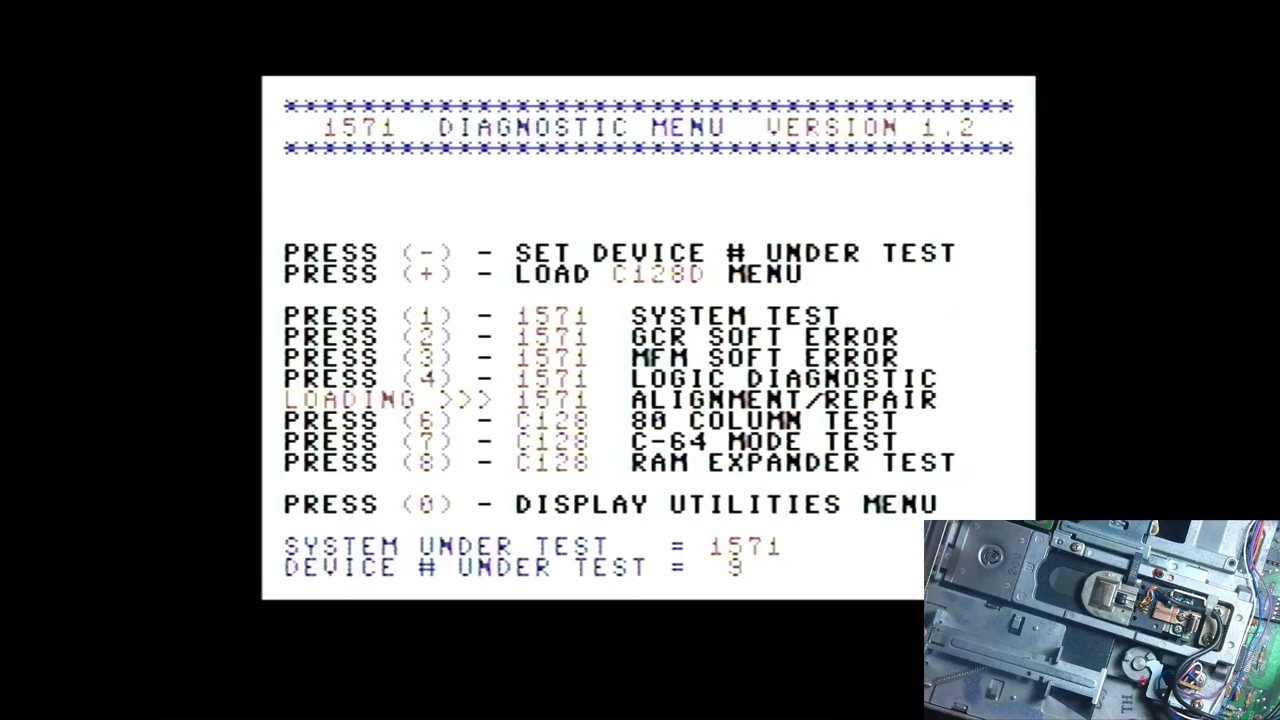 **************************************
1571 DIAGNOSTIC MENU VERSION 1.2
**************************************
PRESS (-) - SET DEVICE # UNDER TEST
PRESS (+) - LOAD C128D MENU
PRESS (1) - 1571 SYSTEM TEST
PRESS (2) - 1571 GCR SOFT ERROR
PRESS (3) - 1571 MFM SOFT ERROR
PRESS (4) - 1571 LOGIC DIAGNOSTIC
LOADING >>> 1571 ALIGNMENT/REPAIR
PRESS (6) - C128 80 COLUMN TEST
PRESS (7) - C128 C-64 MODE TEST
PRESS (8) - C128 RAM EXPANDER TEST
PRESS (0) - DISPLAY UTILITIES MENU
SYSTEM UNDER TEST = 1571
DEVICE # UNDER TEST = 9